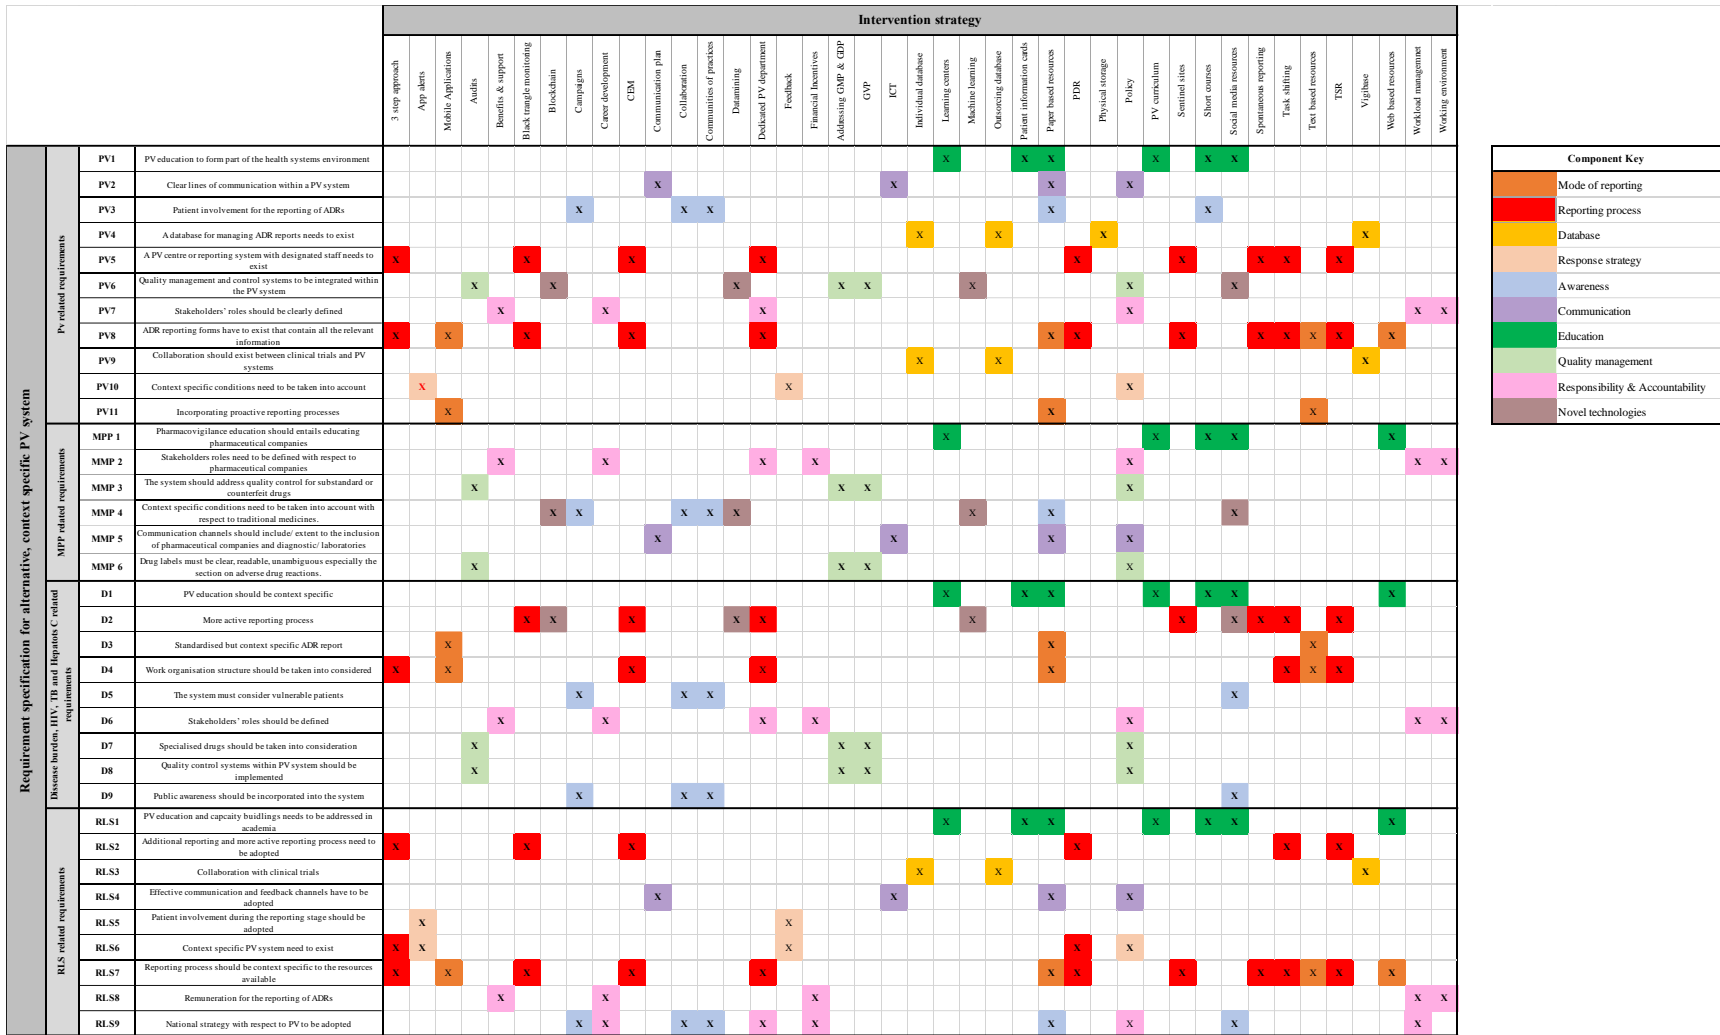 Intervention strategy
3 step approach
App alerts
Mobile Applications
Audits
Benefits & support
Black trangle monitoring
Blockchain
Campaigns
Career development
CEM
Communication plan
Collaboration
Communities of practices
Datamining
Dedicated PV department
Feedback
Financial Incentives
Addressing GMP & GDP
GVP
ICT
Individual database
Learning centers
Machine learning
Outsorcing database
Patient information cards
Paper based resources
PDR
Physical storage
Policy
PV curriculum
Sentinel sites
Short courses
Social media resources
Spontaneous reporting
Task shifting
Text based resources
TSR
Vigibase
Web based resources
Workload managemnet
Working environment
Requirement specification for alternative, context specific PV system
Pv related requirements
PV1 PV education to form part of the health systems environment X X X X X X
PV2 Clear lines of communication within a PV system X X X X
PV3 Patient involvement for the reporting of ADRs X X X X X
PV4 A database for managing ADR reports needs to exist X X X X
PV5 A PV centre or reporting system with designated staff needs to
exist X X X X X X X X X
PV6 Quality management and control systems to be integrated within
the PV system X X X X X X X X
PV7 Stakeholders' roles should be clearly defined X X X X X X
PV8 ADR reporting forms have to exist that contain all the relevant
information X X X X X X X X X X X X X
PV9 Collaboration should exist between clinical trials and PV
systems X X X
PV10 Context specific conditions need to be taken into account X X X
PV11 Incorporating proactive reporting processes X X X
MPP related requirements
MPP 1 Pharmacovigilance education should entails educating
pharmaceutical companies X X X X X
MMP 2 Stakeholders roles need to be defined with respect to
pharmaceutical companies X X X X X X X
MMP 3 The system should address quality control for substandard or
counterfeit drugs X X X X
MMP 4 Context specific conditions need to be taken into account with
respect to traditional medicines. X X X X X X X X
MMP 5 Communication channels should include/ extent to the inclusion
of pharmaceutical companies and diagnostic/ laboratories X X X X
MMP 6 Drug labels must be clear, readable, unambiguous especially the
section on adverse drug reactions. X X X X
Disease burden, HIV, TB and Hepatots C related
requirements
D1 PV education should be context specific X X X X X X X
D2 More active reporting process X X X X X X X X X X X
D3 Standardised but context specific ADR report X X X
D4 Work organisation structure should be taken into considered X X X X X X X X
D5 The system must consider vulnerable patients X X X X
D6 Stakeholders' roles should be defined X X X X X X X
D7 Specialised drugs should be taken into consideration X X X X
D8 Quality control systems within PV system should be
implemented X X X X
D9 Public awareness should be incorporated into the system X X X X
RLS related requirements
RLS1 PV education and capcaity buidlings needs to be addressed in
academia X X X X X X X
RLS2 Additional reporting and more active reporting process need to
be adopted X X X X X X
RLS3 Collaboration with clinical trials X X X
RLS4 Effective communication and feedback channels have to be
adopted X X X X
RLS5 Patient involvement during the reporting stage should be
adopted X X
RLS6 Context specific PV system need to exist X X X X X
RLS7 Reporting process should be context specific to the resources
available X X X X X X X X X X X X X
RLS8 Remuneration for the reporting of ADRs X X X X X
RLS9 National strategy with respect to PV to be adopted X X X X X X X X X X
Component Key
Mode of reporting
Reporting process
Database
Response strategy
Awareness
Communication
Education
Quality management
Responsibility & Accountability
Novel technologies